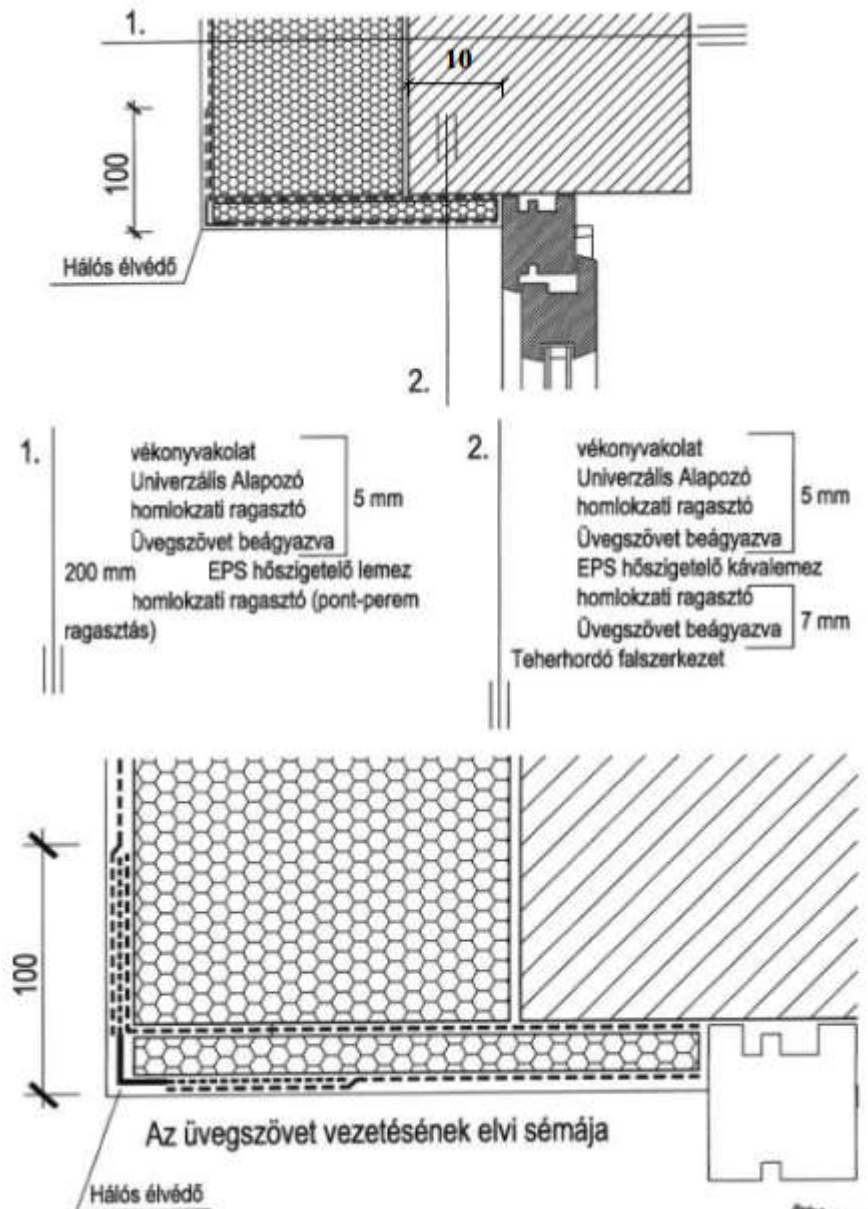 1.
10
100
Hálós élvédő
2.
1.
vékonyvakolat
Univerzális Alapozó
homlokzati ragasztó
Üvegszövet beágyazva
5 mm
200 mm EPS hőszigetelő lemez
homlokzati ragasztó (pont-perem
ragasztás)
2.
vékonyvakolat
Univerzális Alapozó
homlokzati ragasztó
Üvegszövet beágyazva
5 mm
EPS hőszigetelő kávalemez
homlokzati ragasztó
Üvegszövet beágyazva
7 mm
Teherhordó falszerkezet
100
Az üvegszövet vezetésének elvi sémája
Hálós élvédő